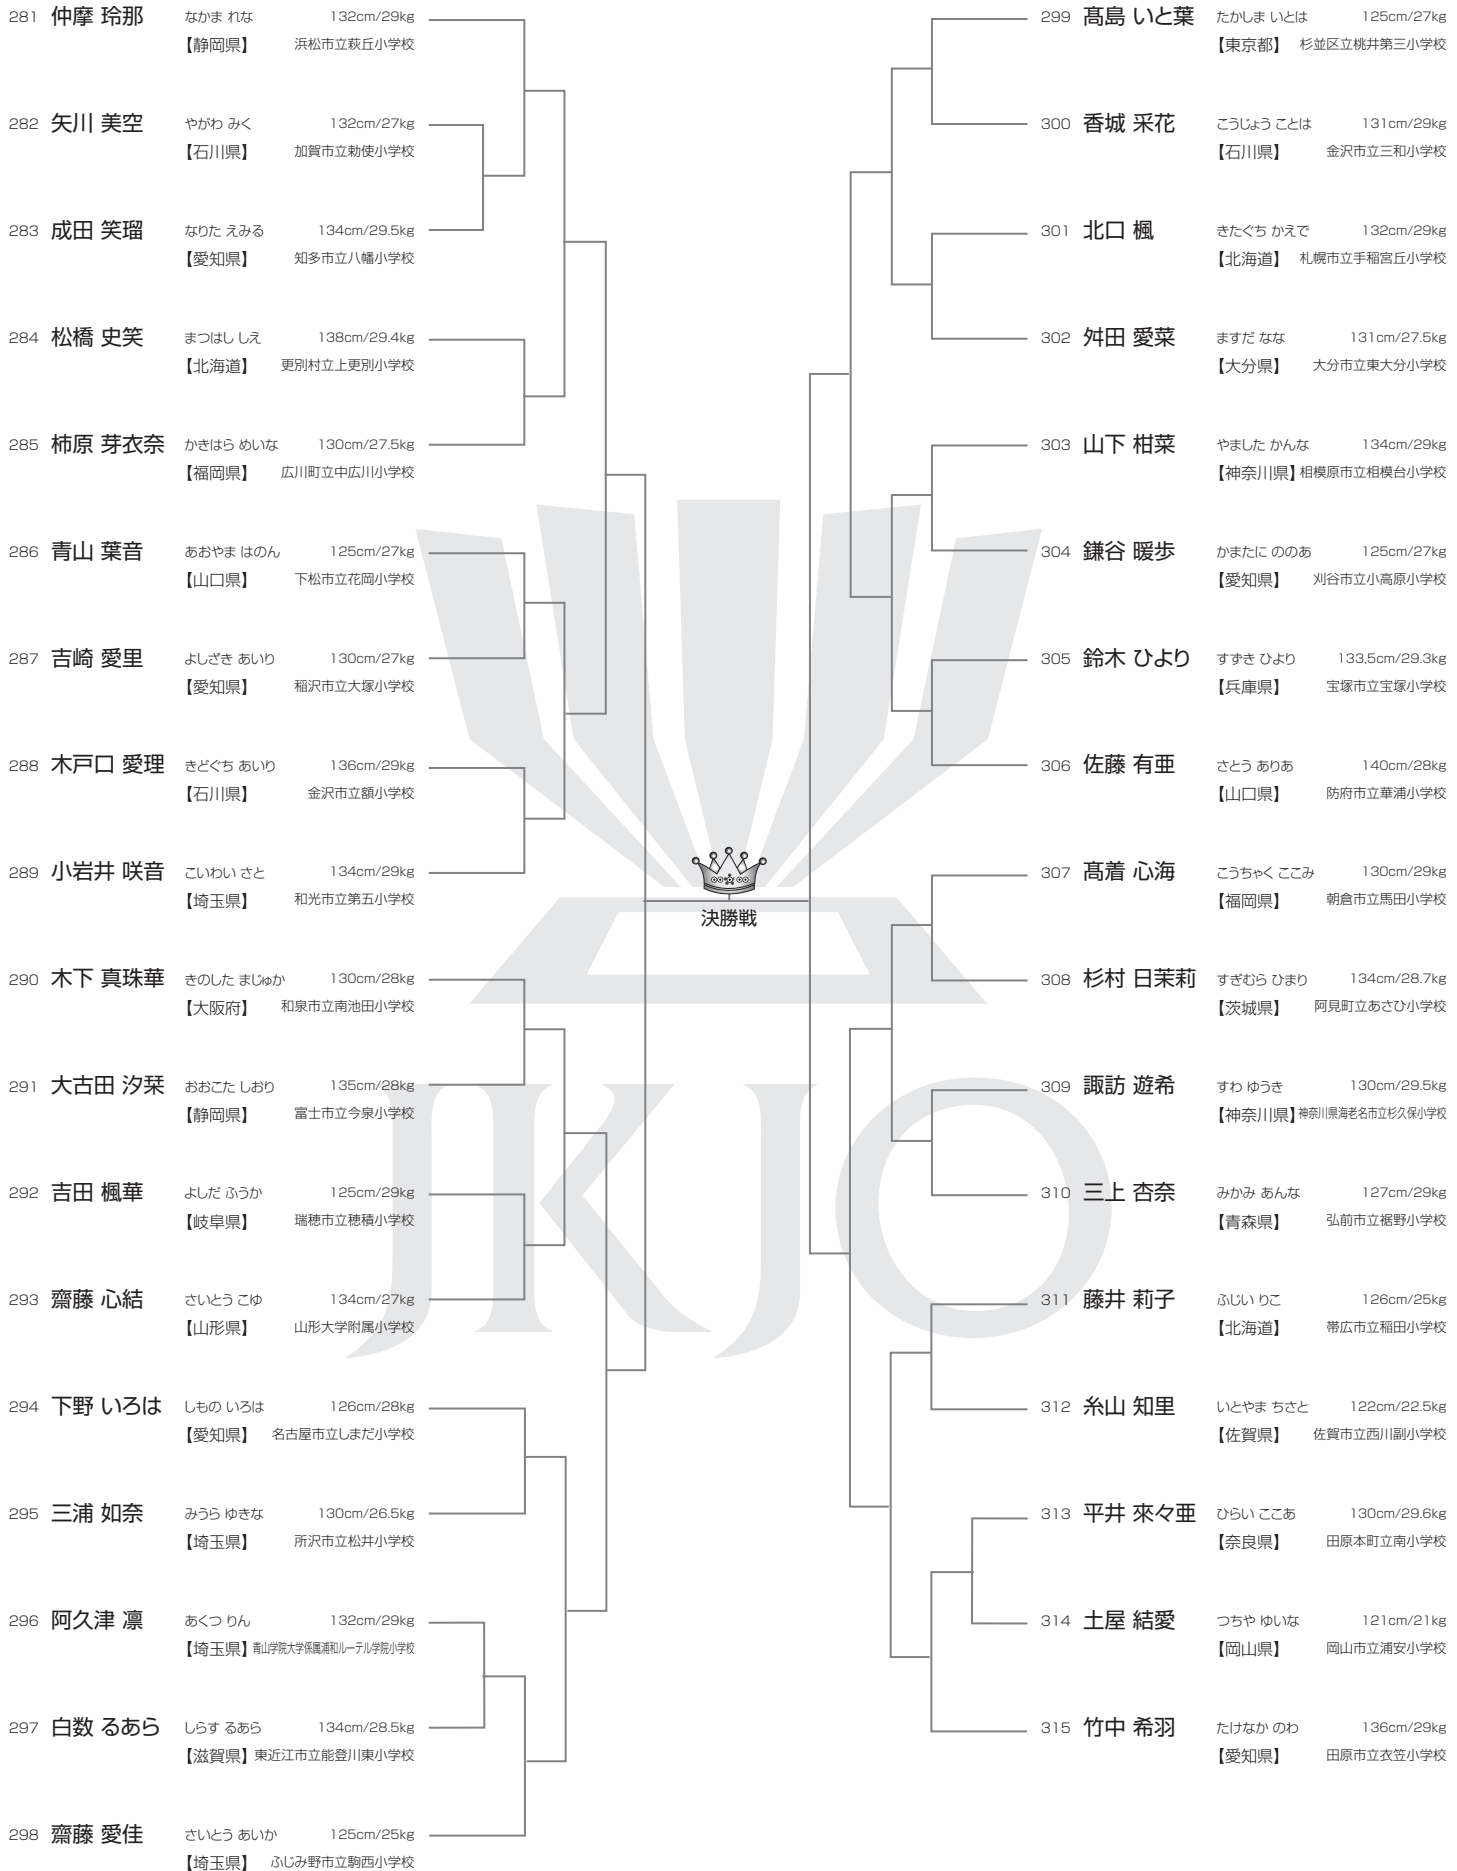 281 仲摩 玲那 なかま れな 132cm/29kg
【静岡県】 浜松市立萩丘小学校
282 矢川 美空 やがわ みく 132cm/27kg
【石川県】 加賀市立勅使小学校
283 成田 笑瑠 なりた えみる 134cm/29.5kg
【愛知県】 知多市立八幡小学校
284 松橋 史笑 まつはし しえ 138cm/29.4kg
【北海道】 更別村立上更別小学校
285 柿原 芽衣奈 かきはら めいな 130cm/27.5kg
【福岡県】 広川町立中広川小学校
286 青山 葉音 あおやま はのん 125cm/27kg
【山口県】 下松市立花岡小学校
287 吉崎 愛里 よしざき あいり 130cm/27kg
【愛知県】 稲沢市立大塚小学校
288 木戸口 愛理 きどぐち あいり 136cm/29kg
【石川県】 金沢市立額小学校
289 小岩井 咲音 こいわい さと 134cm/29kg
【埼玉県】 和光市立第五小学校
290 木下 真珠華 きのした まじゅか 130cm/28kg
【大阪府】 和泉市立南池田小学校
291 大古田 汐栞 おおこた しおり 135cm/28kg
【静岡県】 富士市立今泉小学校
292 吉田 楓華 よしだ ふうか 125cm/29kg
【岐阜県】 瑞穂市立穂積小学校
293 齋藤 心結 さいとう こゆ 134cm/27kg
【山形県】 山形大学附属小学校
294 下野 いろは しもの いろは 126cm/28kg
【愛知県】 名古屋市立しまだ小学校
295 三浦 如奈 みうら ゆきな 130cm/26.5kg
【埼玉県】 所沢市立松井小学校
296 阿久津 凛 あくつ りん 132cm/29kg
【埼玉県】 青山学院大学係属浦和ルーテル学院小学校
297 白数 るあら しらす るあら 134cm/28.5kg
【滋賀県】 東近江市立能登川東小学校
298 齋藤 愛佳 さいとう あいか 125cm/25kg
【埼玉県】 ふじみ野市立駒西小学校
決勝戦
JKJO
299 髙島 いと葉 たかしま いとは 125cm/27kg
【東京都】 杉並区立桃井第三小学校
300 香城 采花 こうじょう ことは 131cm/29kg
【石川県】 金沢市立三和小学校
301 北口 楓 きたぐち かえで 132cm/29kg
【北海道】 札幌市立手稲宮丘小学校
302 舛田 愛菜 ますだ なな 131cm/27.5kg
【大分県】 大分市立東大分小学校
303 山下 柑菜 やました かんな 134cm/29kg
【神奈川県】 相模原市立相模台小学校
304 鎌谷 暖歩 かまたに ののあ 125cm/27kg
【愛知県】 刈谷市立小高原小学校
305 鈴木 ひより すずき ひより 133,5cm/29.3kg
【兵庫県】 宝塚市立宝塚小学校
306 佐藤 有亜 さとう ありあ 140cm/28kg
【山口県】 防府市立華浦小学校
307 髙着 心海 こうちゃく ここみ 130cm/29kg
【福岡県】 朝倉市立馬田小学校
308 杉村 日茉莉 すぎむら ひまり 134cm/28.7kg
【茨城県】 阿見町立あさひ小学校
309 諏訪 遊希 すわ ゆうき 130cm/29.5kg
【神奈川県】 神奈川県海老名市立杉久保小学校
310 三上 杏奈 みかみ あんな 127cm/29kg
【青森県】 弘前市立裾野小学校
311 藤井 莉子 ふじい りこ 126cm/25kg
【北海道】 帯広市立稲田小学校
312 糸山 知里 いとやま ちさと 122cm/22.5kg
【佐賀県】 佐賀市立西川副小学校
313 平井 來々亜 ひらい ここあ 130cm/29.6kg
【奈良県】 田原本町立南小学校
314 土屋 結愛 つちや ゆいな 121cm/21kg
【岡山県】 岡山市立浦安小学校
315 竹中 希羽 たけなか のわ 136cm/29kg
【愛知県】 田原市立衣笠小学校